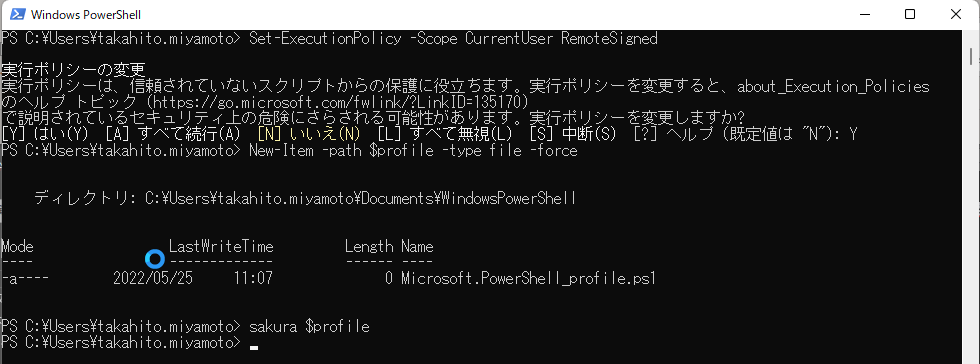 Windows PowerShell
PS C:\Users\takahito.miyamoto> Set-ExecutionPolicy -Scope CurrentUser RemoteSigned
実行ポリシーの変更
実行ポリシーは、信頼されていないスクリプトからの保護に役立ちます。実行ポリシーを変更すると、about_Execution_Policies
のヘルプ トピック (https://go.microsoft.com/fwlink/?LinkID=135170)
で説明されているセキュリティ上の危険にさらされる可能性があります。実行ポリシーを変更しますか?
[Y] はい(Y)  [A] すべて続行(A)  [N] いいえ(N)  [L] すべて無視(L)  [S] 中断(S)  [?] ヘルプ (既定値は "N"): Y
PS C:¥Users¥takahito.miyamoto> New-Item -path $profile -type file -force
ディレクトリ: C:¥Users¥takahito.miyamoto¥Documents¥WindowsPowerShell
Mode                 LastWriteTime         Length Name
----                 -------------         ------ ----
-a----        2022/05/25     11:07              0 Microsoft.PowerShell_profile.ps1
PS C:¥Users¥takahito.miyamoto> sakura $profile
PS C:¥Users¥takahito.miyamoto>